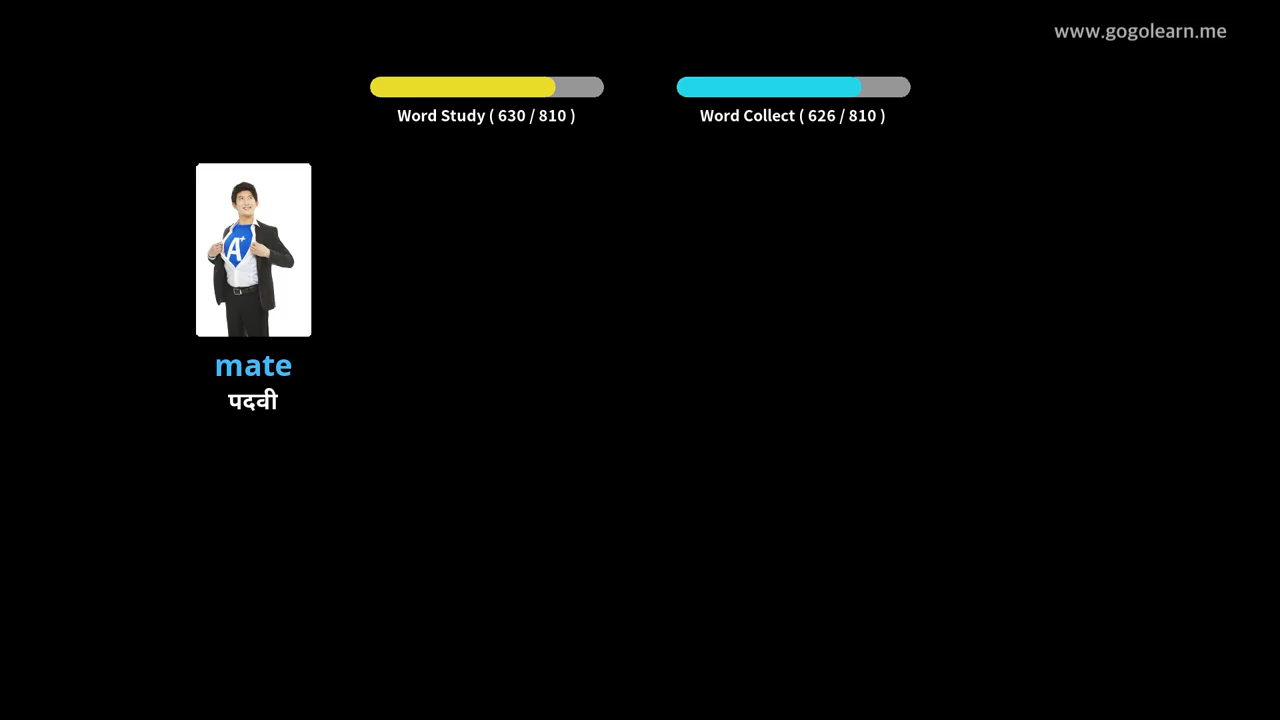 www.gogolearn.me
Word Study ( 630 / 810 )
Word Collect ( 626 / 810 )
A+
mate
पदवी